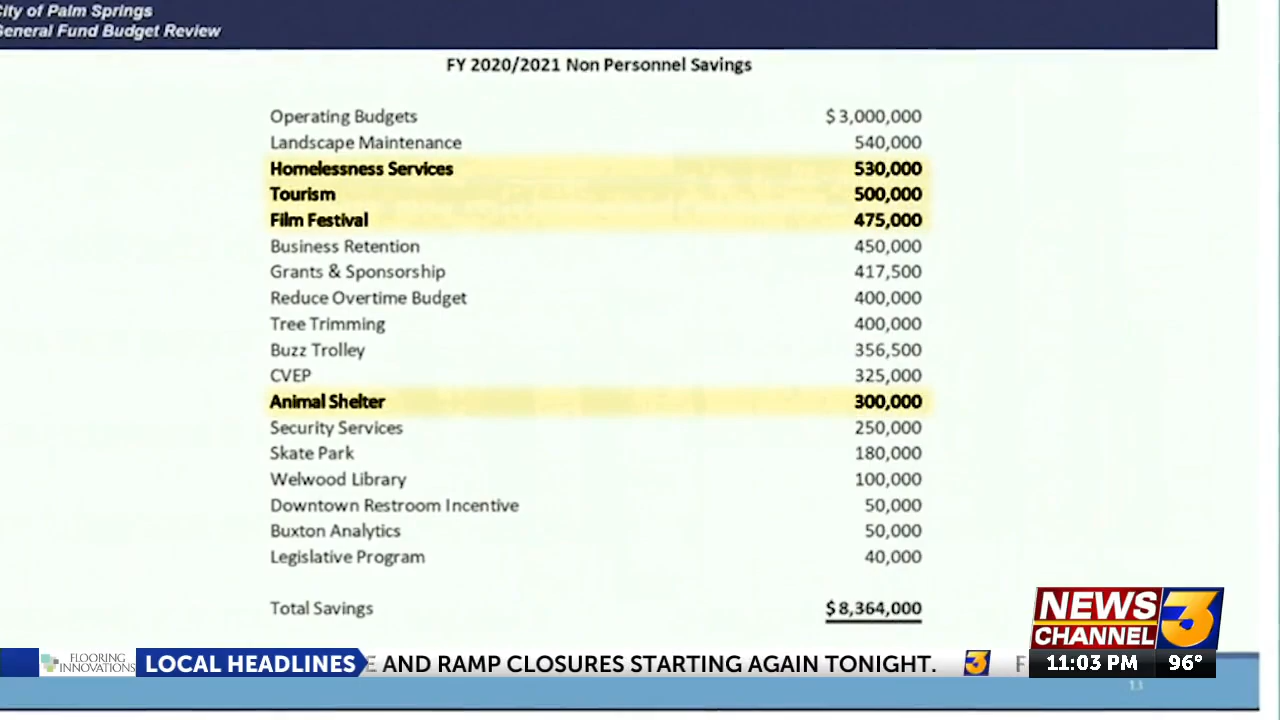 City of Palm Springs
General Fund Budget Review
FY 2020/2021 Non Personnel Savings
Operating Budgets $ 3,000,000
Landscape Maintenance 540,000
Homelessness Services 530,000
Tourism 500,000
Film Festival 475,000
Business Retention 450,000
Grants & Sponsorship 417,500
Reduce Overtime Budget 400,000
Tree Trimming 400,000
Buzz Trolley 356,500
CVEP 325,000
Animal Shelter 300,000
Security Services 250,000
Skate Park 180,000
Welwood Library 100,000
Downtown Restroom Incentive 50,000
Buxton Analytics 50,000
Legislative Program 40,000
Total Savings $ 8,364,000
NEWS
CHANNEL 3
FLOORING
INNOVATIONS
LOCAL HEADLINES E AND RAMP CLOSURES STARTING AGAIN TONIGHT. 3 F
11:03 PM 96°
13